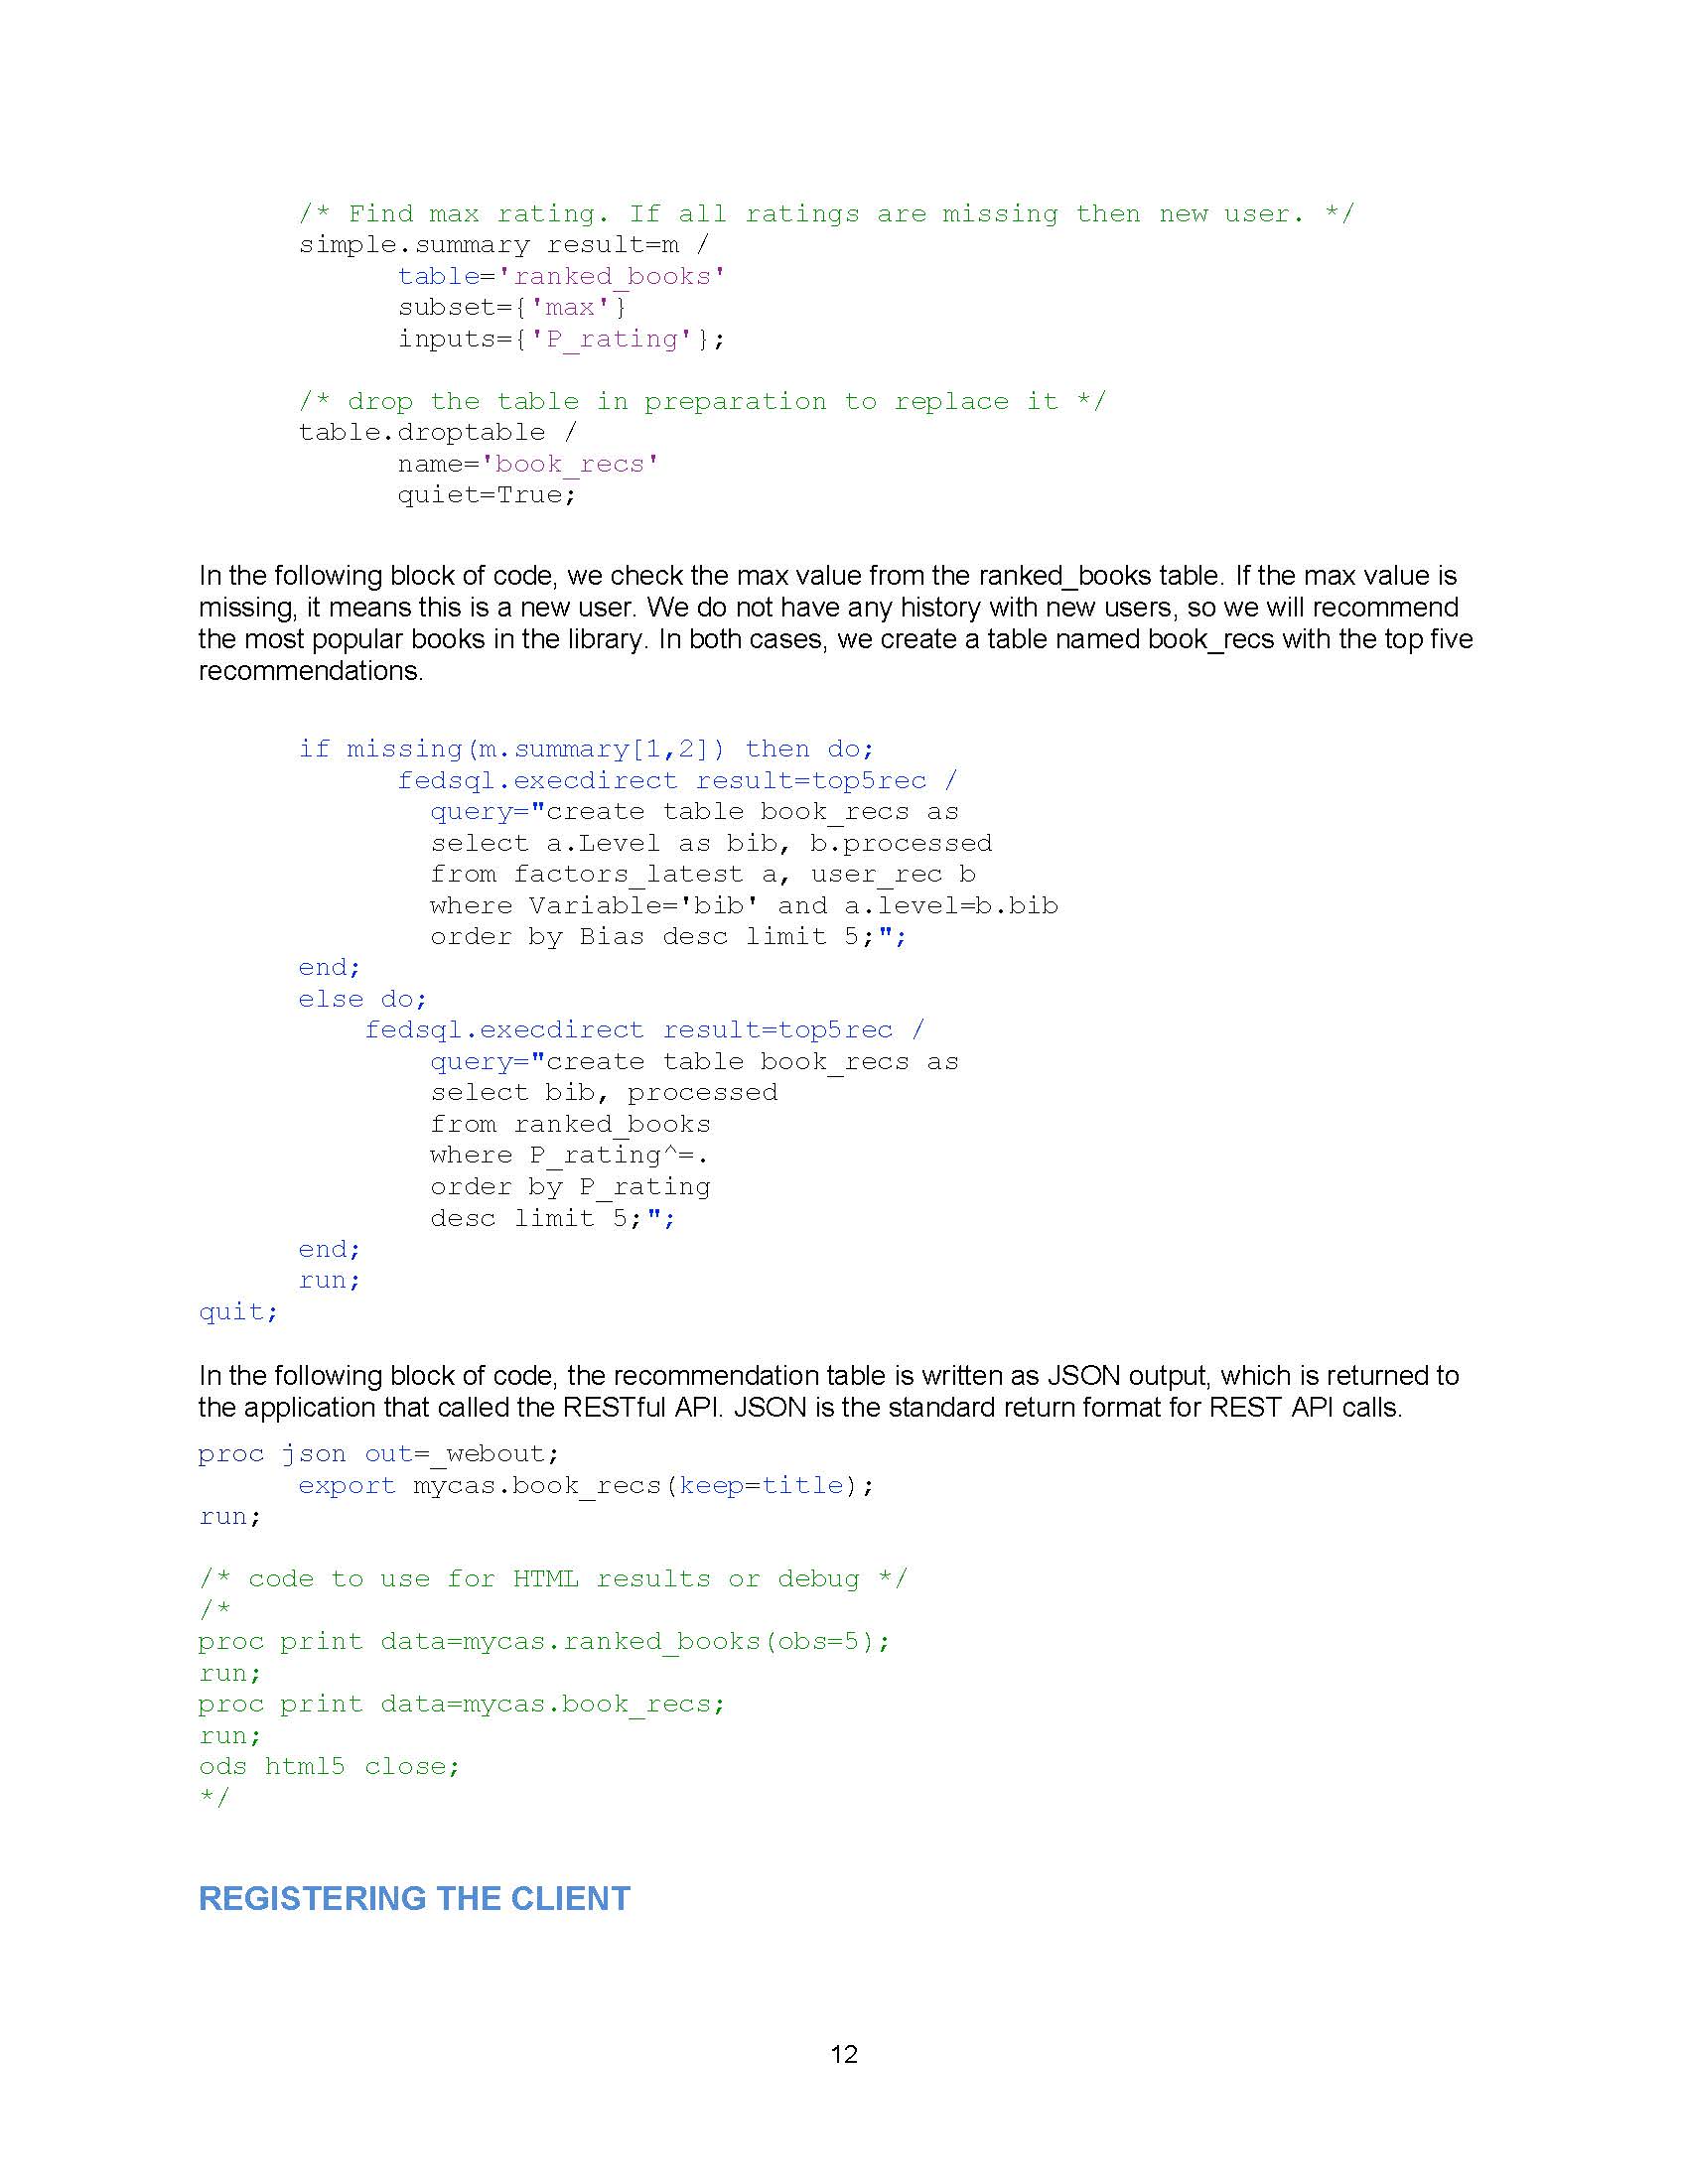 /* Find max rating. If all ratings are missing then new user. */
simple.summary result=m /
table='ranked_books'
subset={'max'}
inputs={'P_rating'};
/* drop the table in preparation to replace it */
table.droptable /
name='book_recs'
quiet=True;
In the following block of code, we check the max value from the ranked_books table. If the max value is
missing, it means this is a new user. We do not have any history with new users, so we will recommend
the most popular books in the library. In both cases, we create a table named book_recs with the top five
recommendations.
if missing(m.summary[1,2]) then do;
fedsql.execdirect result=top5rec /
query="create table book_recs as
select a.Level as bib, b.processed
from factors_latest a, user_rec b
where Variable='bib' and a.level=b.bib
order by Bias desc limit 5;";
end;
else do;
fedsql.execdirect result=top5rec /
query="create table book_recs as
select bib, processed
from ranked_books
where P_rating^=.
order by P_rating
desc limit 5;";
end;
run;
quit;
In the following block of code, the recommendation table is written as JSON output, which is returned to
the application that called the RESTful API. JSON is the standard return format for REST API calls.
proc json out=_webout;
export mycas.book_recs(keep=title);
run;
/* code to use for HTML results or debug */
/*
proc print data=mycas.ranked_books(obs=5);
run;
proc print data=mycas.book_recs;
run;
ods html5 close;
*/
REGISTERING THE CLIENT
12